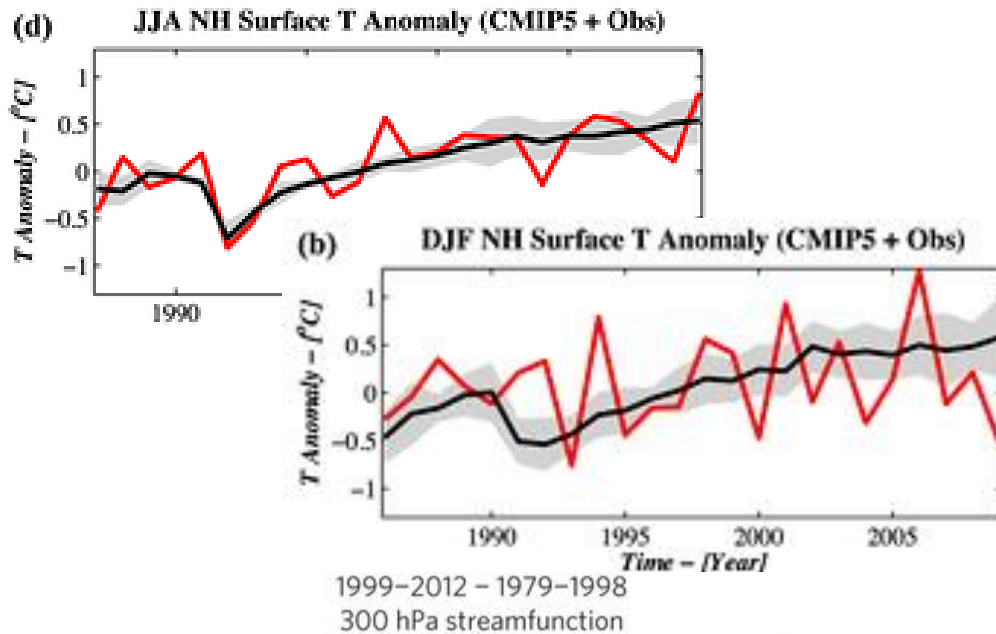 (d) JJA NH Surface T Anomaly (CMIP5 + Obs)
T Anomaly – [°C]
1
0.5
0
−0.5
−1
1990
(b) DJF NH Surface T Anomaly (CMIP5 + Obs)
T Anomaly – [°C]
1
0.5
0
−0.5
−1
1990 1995 2000 2005
Time – [Year]
1999–2012 – 1979–1998
300 hPa streamfunction